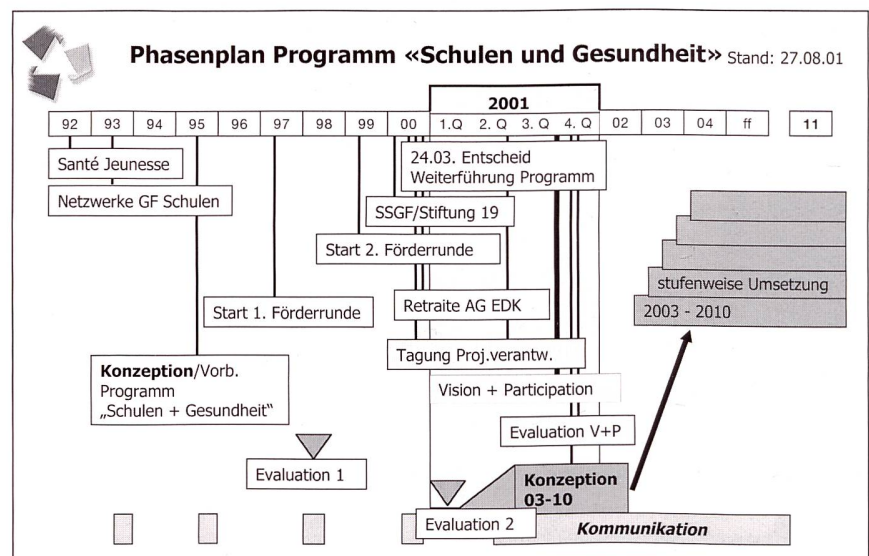 Phasenplan Programm «Schulen und Gesundheit» Stand: 27.08.01
2001
92 93 94 95 96 97 98 99 00 1.Q 2. Q 3. Q 4. Q 02 03 04 ff 11
Santé Jeunesse
24.03. Entscheid
Weiterführung Programm
Netzwerke GF Schulen
SSGF/Stiftung 19
Start 2. Förderrunde
stufenweise Umsetzung
Start 1. Förderrunde
Retraite AG EDK
2003 - 2010
Tagung Proj.verantw.
Konzeption/Vorb.
Programm
„Schulen + Gesundheit“
Vision + Participation
Evaluation V+P
Evaluation 1
Konzeption
03-10
Evaluation 2
Kommunikation